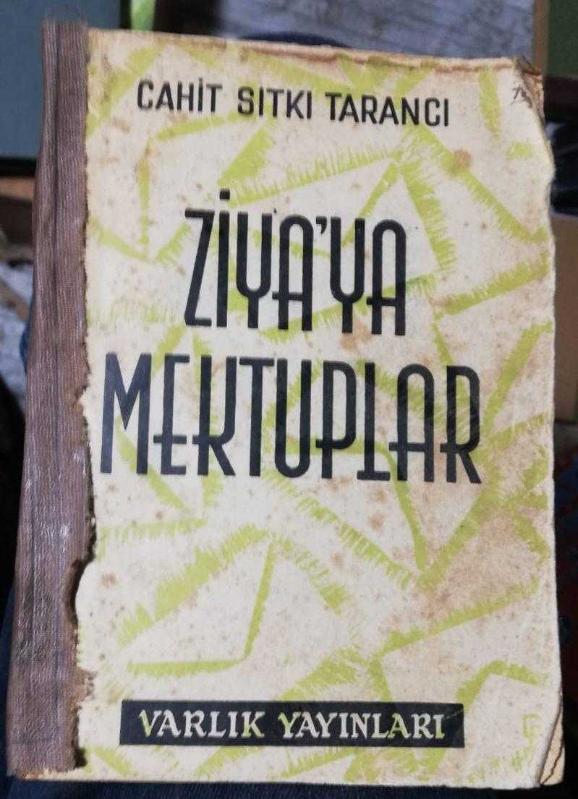 CAHİT SITKI TARANCI
ZİYA'YA
MEKTUPLAR
VARLIK YAYINLARI